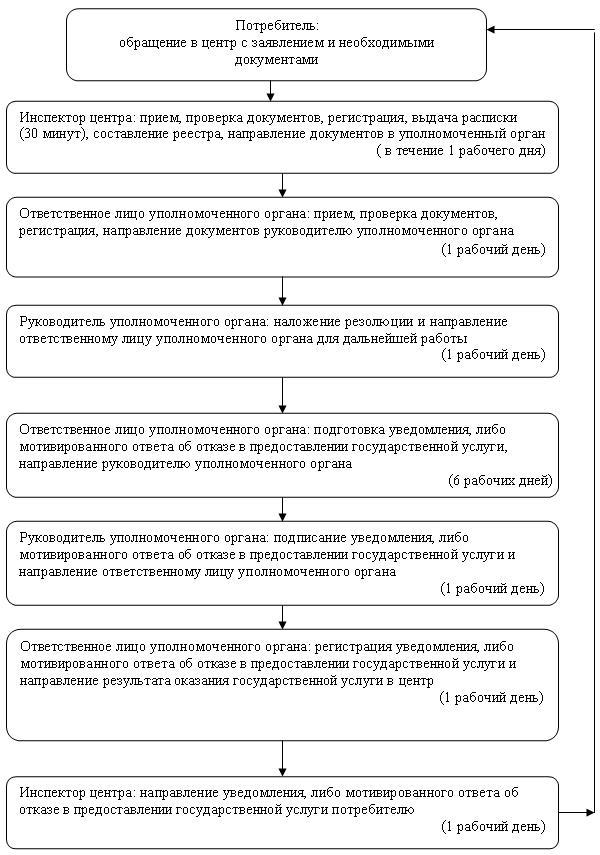 Потребитель:
обращение в центр с заявлением и необходимыми
документами
Инспектор центра: прием, проверка документов, регистрация, выдача расписки
(30 минут), составление реестра, направление документов в уполномоченный орган
( в течение 1 рабочего дня)
Ответственное лицо уполномоченного органа: прием, проверка документов,
регистрация, направление документов руководителю уполномоченного органа
(1 рабочий день)
Руководитель уполномоченного органа: наложение резолюции и направление
ответственному лицу уполномоченного органа для дальнейшей работы
(1 рабочий день)
Ответственное лицо уполномоченного органа: подготовка уведомления, либо
мотивированного ответа об отказе в предоставлении государственной услуги,
направление руководителю уполномоченного органа
(6 рабочих дней)
Руководитель уполномоченного органа: подписание уведомления, либо
мотивированного ответа об отказе в предоставлении государственной услуги и
направление ответственному лицу уполномоченного органа
(1 рабочий день)
Ответственное лицо уполномоченного органа: регистрация уведомления, либо
мотивированного ответа об отказе в предоставлении государственной услуги и
направление результата оказания государственной услуги в центр
(1 рабочий день)
Инспектор центра: направление уведомления, либо мотивированного ответа об
отказе в предоставлении государственной услуги потребителю
(1 рабочий день)